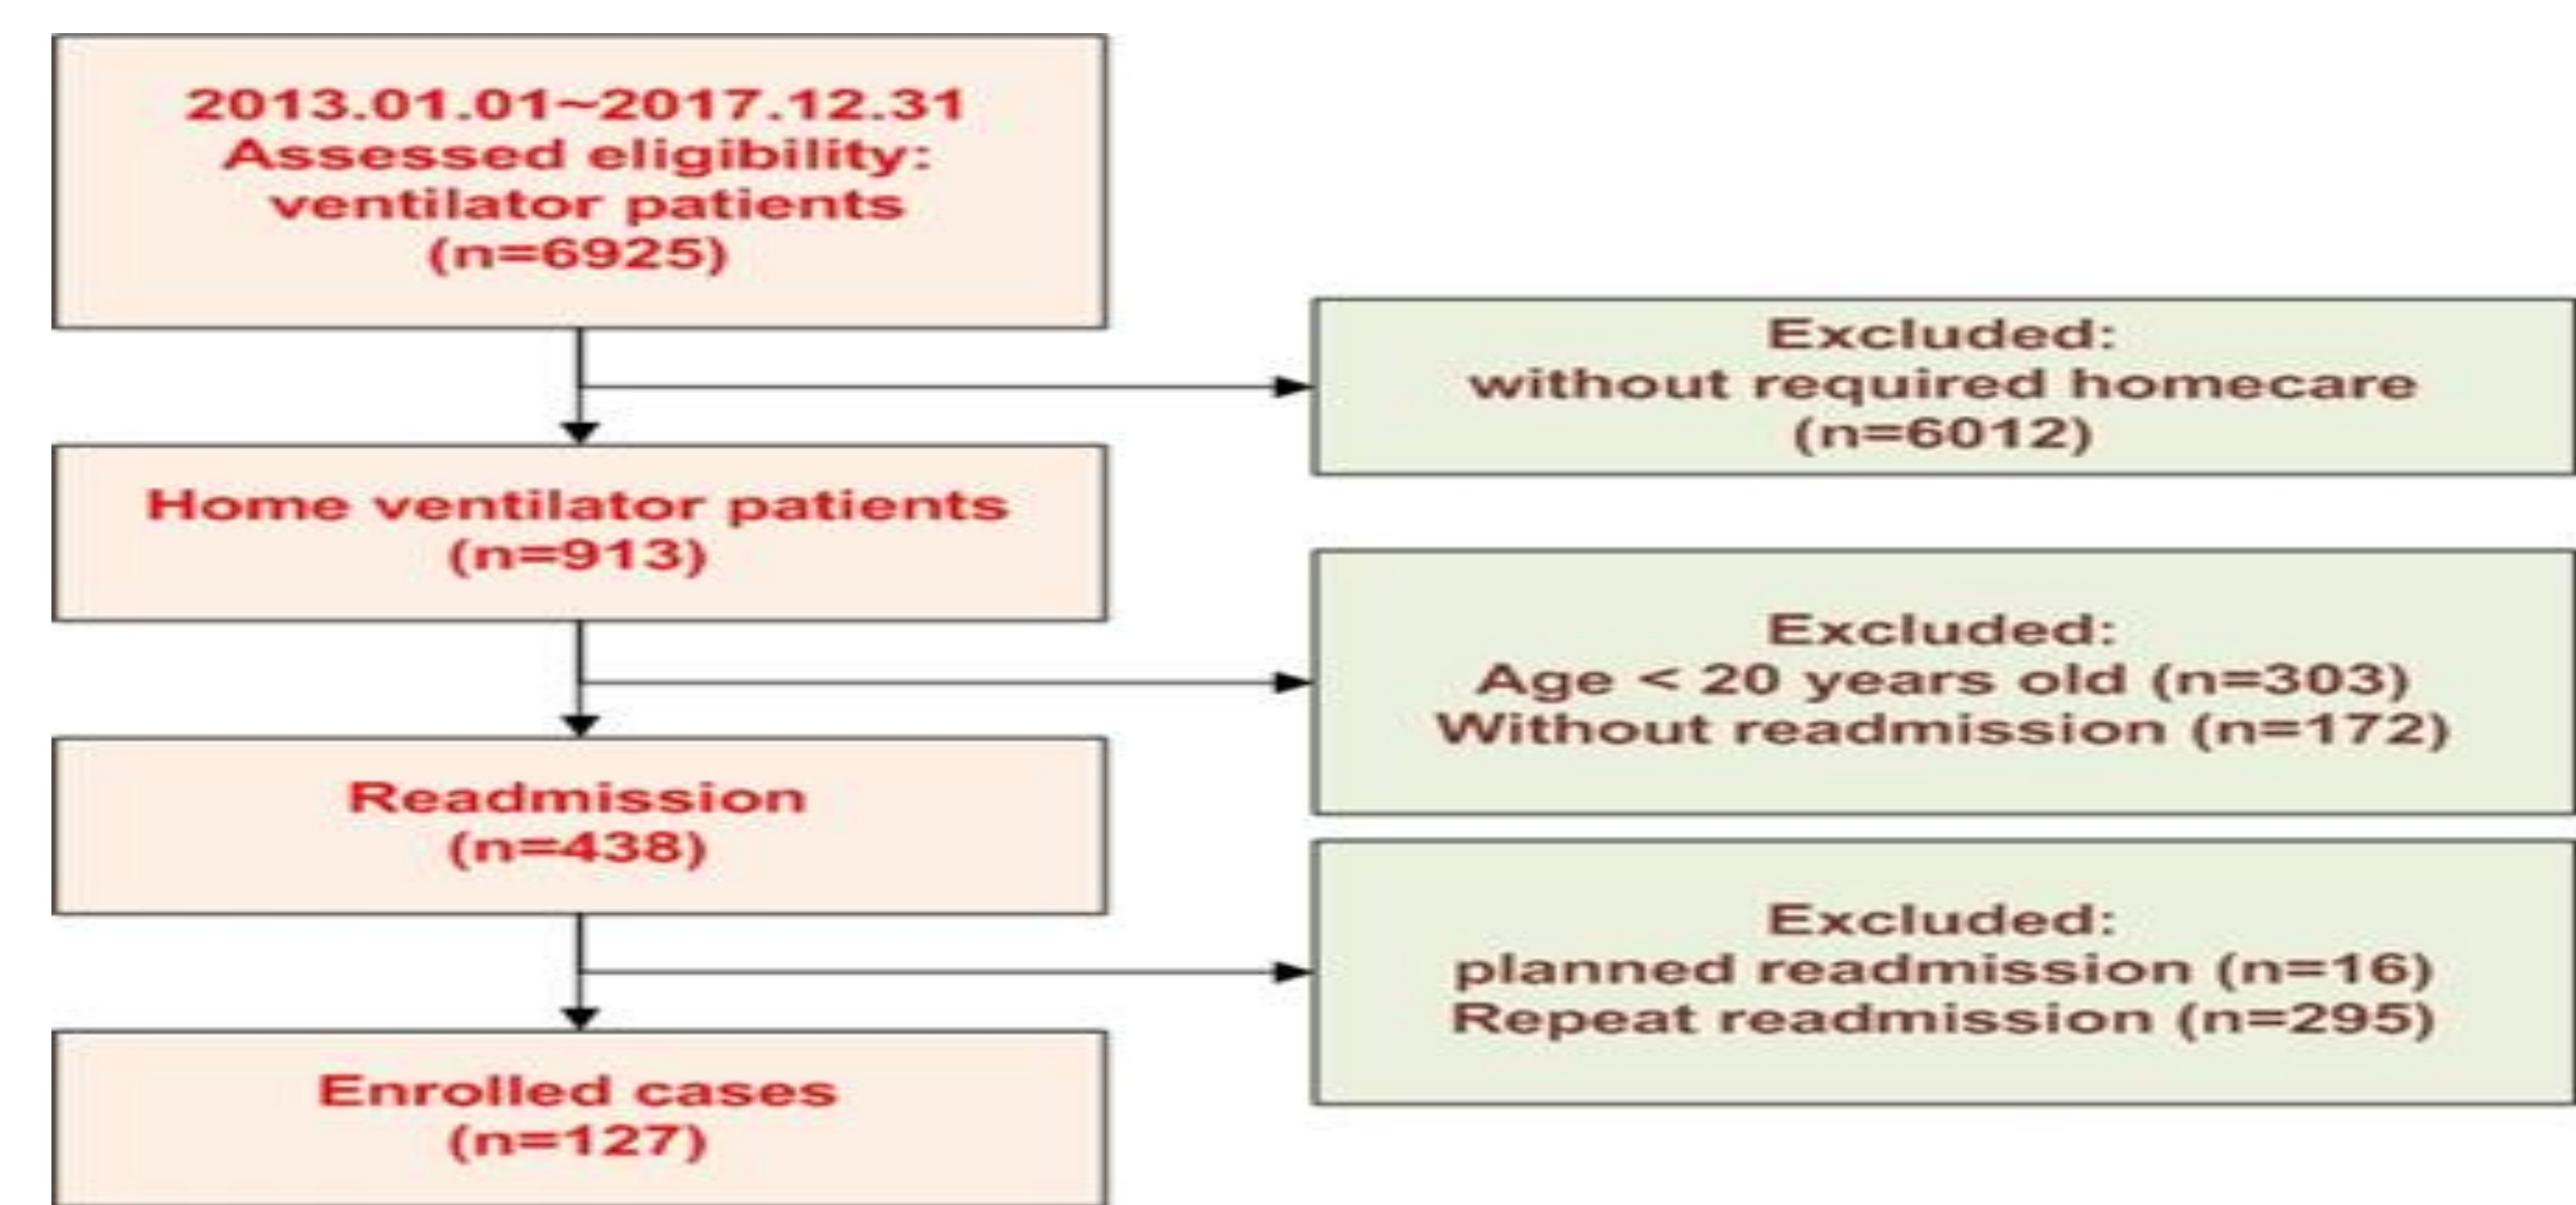 2013.01.01~2017.12.31
Assessed eligibility:
ventilator patients
(n=6925)
Excluded:
without required homecare
(n=6012)
Home ventilator patients
(n=913)
Excluded:
Age < 20 years old (n=303)
Without readmission (n=172)
Readmission
(n=438)
Excluded:
planned readmission (n=16)
Repeat readmission (n=295)
Enrolled cases
(n=127)